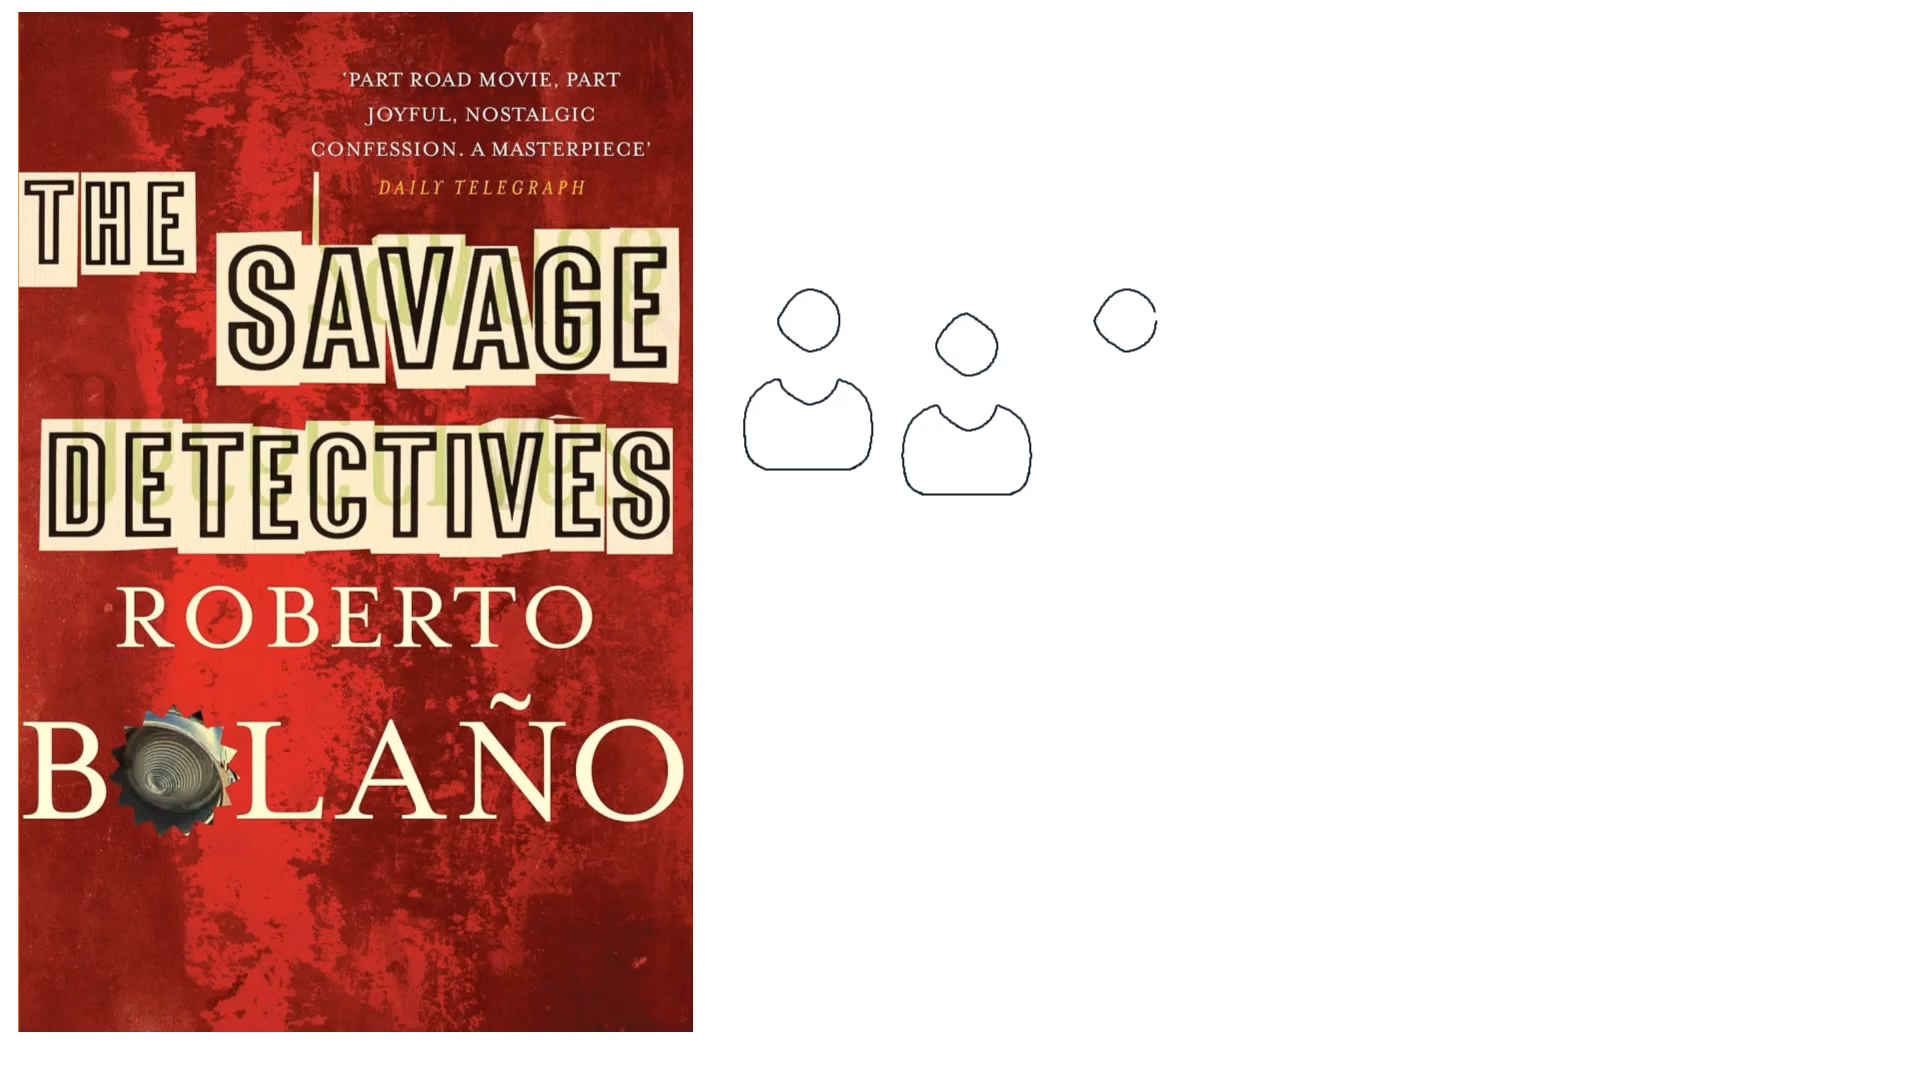 'PART ROAD MOVIE, PART
JOYFUL, NOSTALGIC
CONFESSION. A MASTERPIECE'
DAILY TELEGRAPH
THE
SAVAGE
DETECTIVES
ROBERTO
BOLAÑO